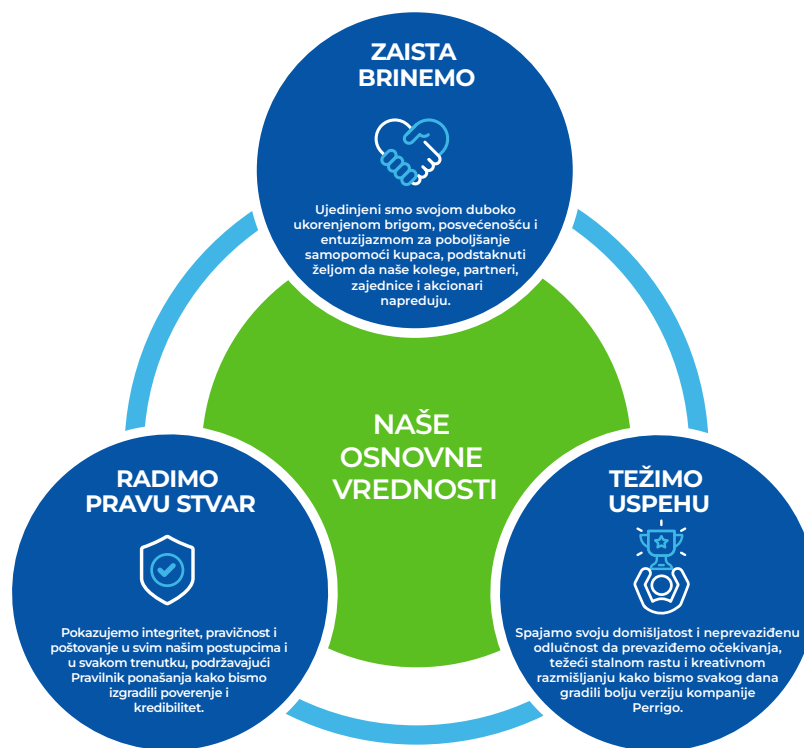 ZAISTA
BRINEMO
Ujedinjeni smo svojom duboko
ukorenjenom brigom, posvećenošću i
entuzijazmom za poboljšanje
samopomoći kupaca, podstaknuti
željom da naše kolege, partneri,
zajednice i akcionari
napreduju.
NAŠE
OSNOVNE
VREDNOSTI
RADIMO
PRAVU STVAR
Pokazujemo integritet, pravičnost i
poštovanje u svim našim postupcima i
u svakom trenutku, podržavajući
Pravilnik ponašanja kako bismo
izgradili poverenje i
kredibilitet.
TEŽIMO
USPEHU
Spajamo svoju domišljatost i neprevaziđenu
odlučnost da prevaziđemo očekivanja,
težeći stalnom rastu i kreativnom
razmišljanju kako bismo svakog dana
gradili bolju verziju kompanije
Perrigo.